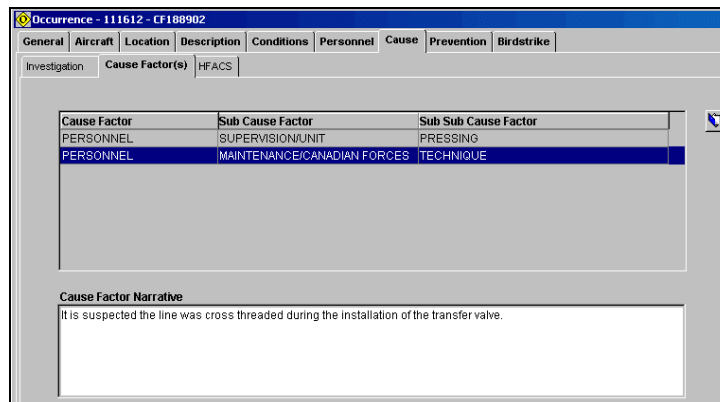 Occurrence - 111612 - CF188902
General Aircraft Location Description Conditions Personnel Cause Prevention Birdstrike
Investigation Cause Factor(s) HFACS
Cause Factor Sub Cause Factor Sub Sub Cause Factor
PERSONNEL SUPERVISION/UNIT PRESSING
PERSONNEL MAINTENANCE/CANADIAN FORCES TECHNIQUE
Cause Factor Narrative
It is suspected the line was cross threaded during the installation of the transfer valve.